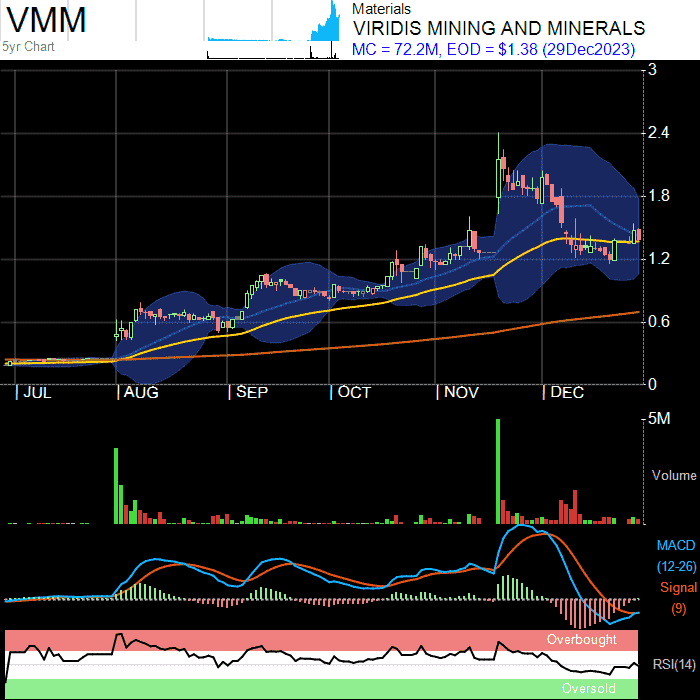 VMM
5yr Chart
Materials
VIRIDIS MINING AND MINERALS
MC = 72.2M, EOD = $1.38 (29Dec2023)
3
2.4
1.8
1.2
0.6
0
JUL
AUG
SEP
OCT
NOV
DEC
5M
Volume
MACD
(12-26)
Signal
(9)
Overbought
RSI(14)
Oversold